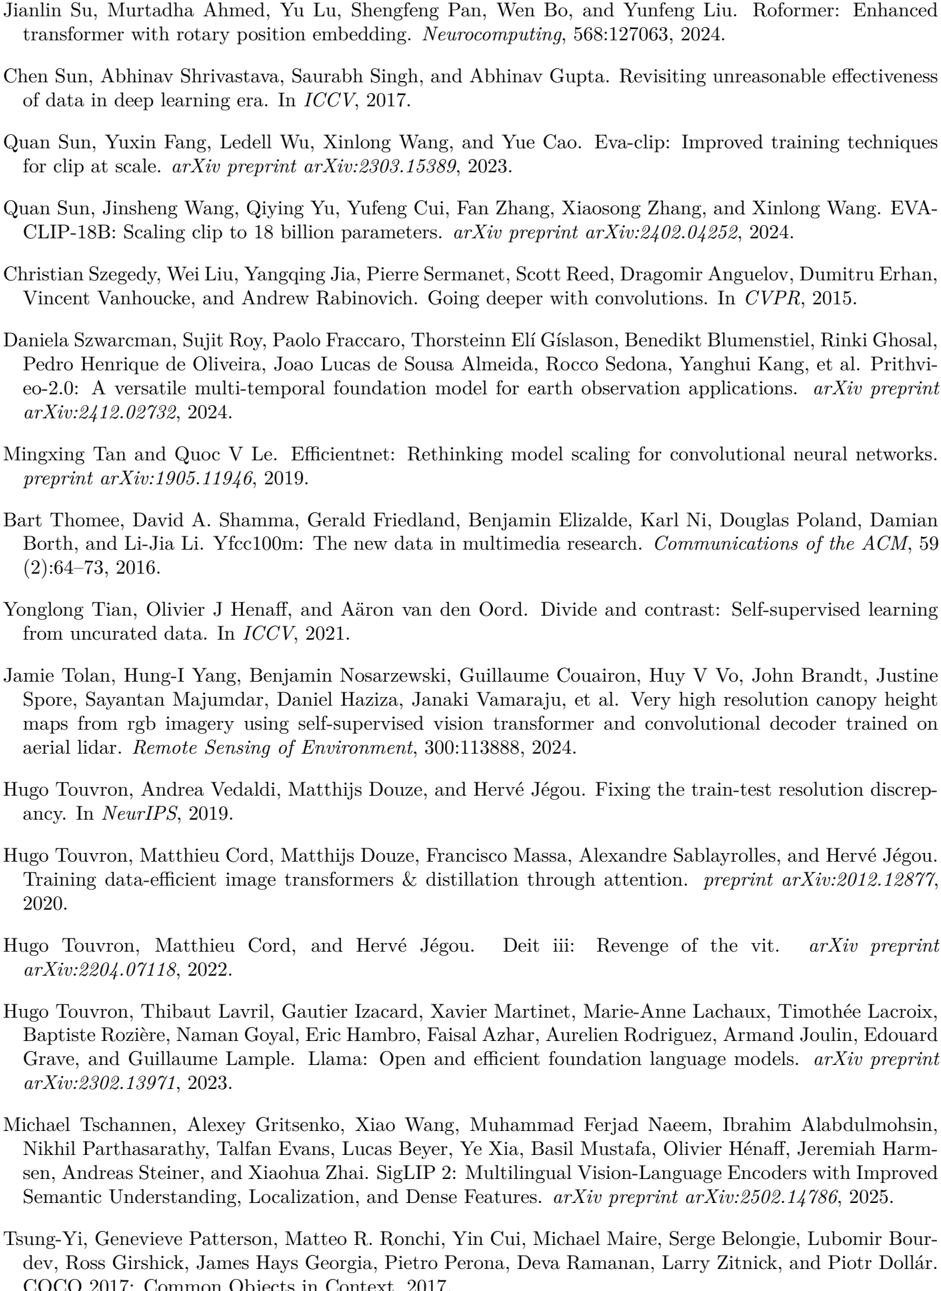 Jianlin Su, Murtadha Ahmed, Yu Lu, Shengfeng Pan, Wen Bo, and Yunfeng Liu. Roformer: Enhanced
transformer with rotary position embedding. Neurocomputing, 568:127063, 2024.
Chen Sun, Abhinav Shrivastava, Saurabh Singh, and Abhinav Gupta. Revisiting unreasonable effectiveness
of data in deep learning era. In ICCV, 2017.
Quan Sun, Yuxin Fang, Ledell Wu, Xinlong Wang, and Yue Cao. Eva-clip: Improved training techniques
for clip at scale. arXiv preprint arXiv:2303.15389, 2023.
Quan Sun, Jinsheng Wang, Qiying Yu, Yufeng Cui, Fan Zhang, Xiaosong Zhang, and Xinlong Wang. EVA-
CLIP-18B: Scaling clip to 18 billion parameters. arXiv preprint arXiv:2402.04252, 2024.
Christian Szegedy, Wei Liu, Yangqing Jia, Pierre Sermanet, Scott Reed, Dragomir Anguelov, Dumitru Erhan,
Vincent Vanhoucke, and Andrew Rabinovich. Going deeper with convolutions. In CVPR, 2015.
Daniela Szwarcman, Sujit Roy, Paolo Fraccaro, Thorsteinn Elí Gíslason, Benedikt Blumenstiel, Rinki Ghosal,
Pedro Henrique de Oliveira, Joao Lucas de Sousa Almeida, Rocco Sedona, Yanghui Kang, et al. Prithvi-
eo-2.0: A versatile multi-temporal foundation model for earth observation applications. arXiv preprint
arXiv:2412.02732, 2024.
Mingxing Tan and Quoc V Le. Efficientnet: Rethinking model scaling for convolutional neural networks.
preprint arXiv:1905.11946, 2019.
Bart Thomee, David A. Shamma, Gerald Friedland, Benjamin Elizalde, Karl Ni, Douglas Poland, Damian
Borth, and Li-Jia Li. Yfcc100m: The new data in multimedia research. Communications of the ACM, 59
(2):64–73, 2016.
Yonglong Tian, Olivier J Henaff, and Aäron van den Oord. Divide and contrast: Self-supervised learning
from uncurated data. In ICCV, 2021.
Jamie Tolan, Hung-I Yang, Benjamin Nosarzewski, Guillaume Couairon, Huy V Vo, John Brandt, Justine
Spore, Sayantan Majumdar, Daniel Haziza, Janaki Vamaraju, et al. Very high resolution canopy height
maps from rgb imagery using self-supervised vision transformer and convolutional decoder trained on
aerial lidar. Remote Sensing of Environment, 300:113888, 2024.
Hugo Touvron, Andrea Vedaldi, Matthijs Douze, and Hervé Jégou. Fixing the train-test resolution discrep-
ancy. In NeurIPS, 2019.
Hugo Touvron, Matthieu Cord, Matthijs Douze, Francisco Massa, Alexandre Sablayrolles, and Hervé Jégou.
Training data-efficient image transformers & distillation through attention. preprint arXiv:2012.12877,
2020.
Hugo Touvron, Matthieu Cord, and Hervé Jégou. Deit iii: Revenge of the vit. arXiv preprint
arXiv:2204.07118, 2022.
Hugo Touvron, Thibaut Lavril, Gautier Izacard, Xavier Martinet, Marie-Anne Lachaux, Timothée Lacroix,
Baptiste Rozière, Naman Goyal, Eric Hambro, Faisal Azhar, Aurelien Rodriguez, Armand Joulin, Edouard
Grave, and Guillaume Lample. Llama: Open and efficient foundation language models. arXiv preprint
arXiv:2302.13971, 2023.
Michael Tschannen, Alexey Gritsenko, Xiao Wang, Muhammad Ferjad Naeem, Ibrahim Alabdulmohsin,
Nikhil Parthasarathy, Talfan Evans, Lucas Beyer, Ye Xia, Basil Mustafa, Olivier Hénaff, Jeremiah Harm-
sen, Andreas Steiner, and Xiaohua Zhai. SigLIP 2: Multilingual Vision-Language Encoders with Improved
Semantic Understanding, Localization, and Dense Features. arXiv preprint arXiv:2502.14786, 2025.
Tsung-Yi, Genevieve Patterson, Matteo R. Ronchi, Yin Cui, Michael Maire, Serge Belongie, Lubomir Bour-
dev, Ross Girshick, James Hays Georgia, Pietro Perona, Deva Ramanan, Larry Zitnick, and Piotr Dollár.
COCO 2017: Common Objects in Context, 2017.